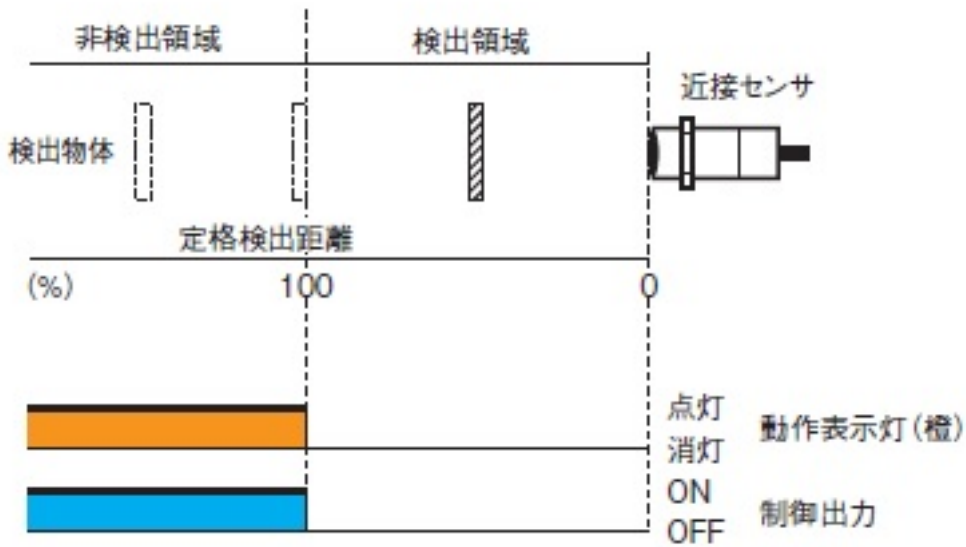 非検出領域 検出領域
近接センサ
検出物体
定格検出距離
(%) 100 0
点灯
動作表示灯(橙)
消灯
ON
制御出力
OFF